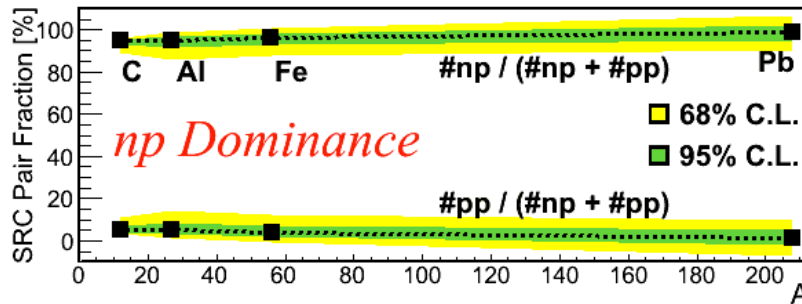 SRC Pair Fraction [%]
100
80
60
40
20
0
C Al Fe Pb
#np / (#np + #pp)
np Dominance
68% C.L.
95% C.L.
#pp / (#np + #pp)
0 20 40 60 80 100 120 140 160 180 200
A